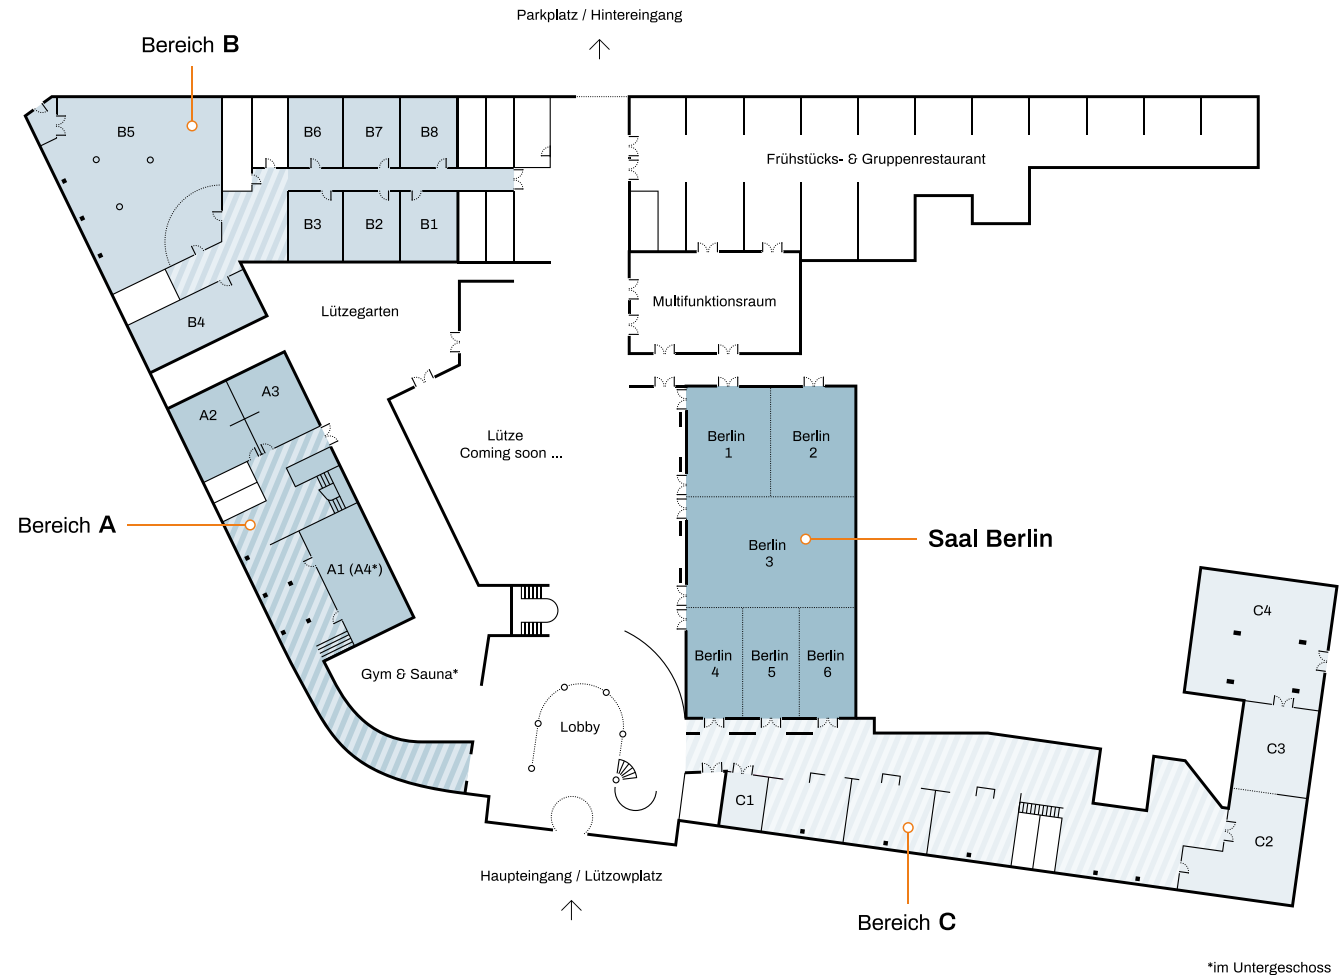 Parkplatz / Hintereingang
Bereich B
B5
B6
B7
B8
Frühstücks- & Gruppenrestaurant
B3
B2
B1
Multifunktionsraum
Lützegarten
B4
A3
A2
Lütze
Coming soon ...
Berlin
1
Berlin
2
Bereich A
Saal Berlin
Berlin
3
A1 (A4*)
C4
Berlin
4
Berlin
5
Berlin
6
Gym & Sauna*
Lobby
C3
C1
C2
Haupteingang / Lützowplatz
Bereich C
*im Untergeschoss